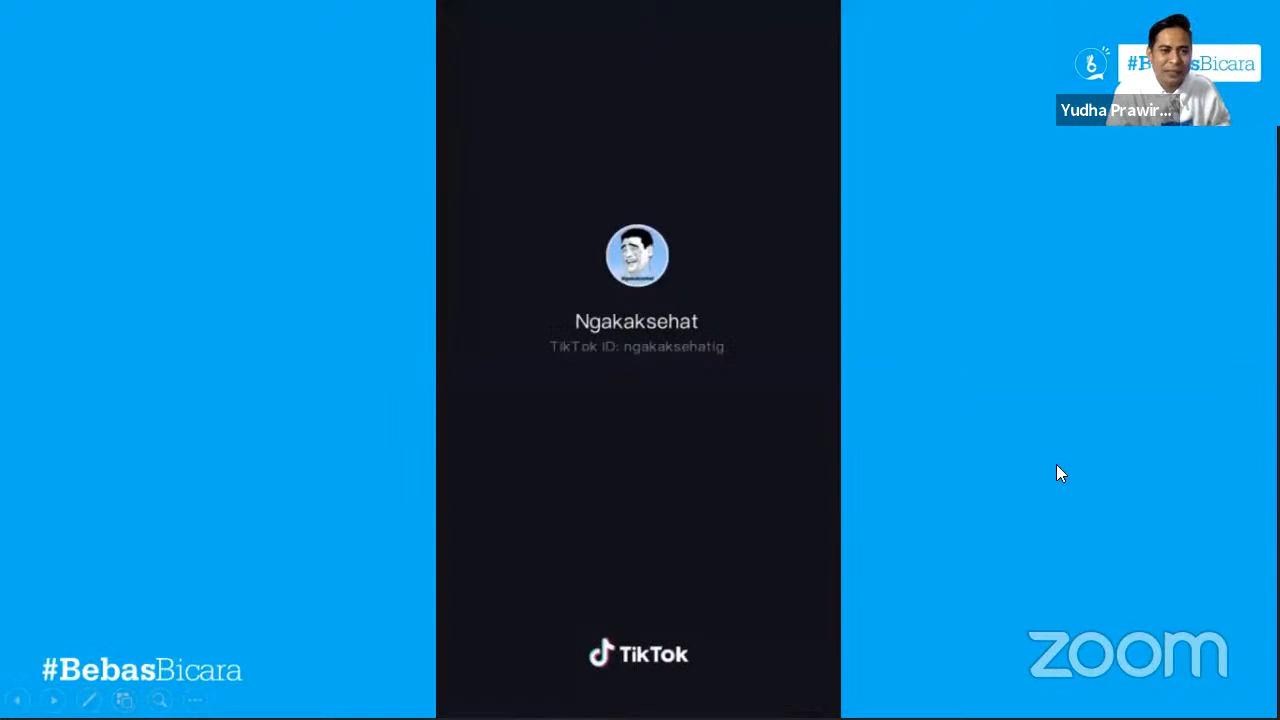 #BebasBicara
Yudha Prawir...
Ngakaksehat
TikTok ID: ngakaksehatig
TikTok
#BebasBicara
zoom